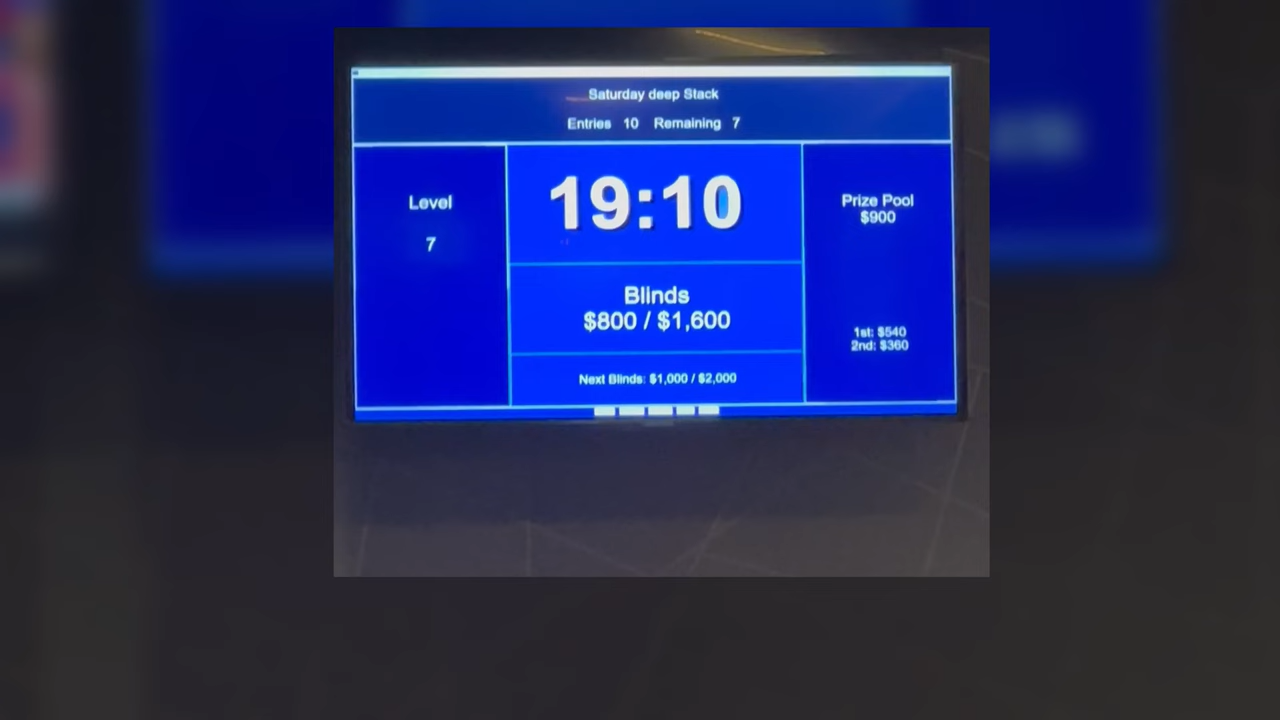 Saturday deep Stack
Entries 10 Remaining 7
Level
7
19:10
Blinds
$800 / $1,600
Next Blinds: $1,000 / $2,000
Prize Pool
$900
1st: $540
2nd: $360